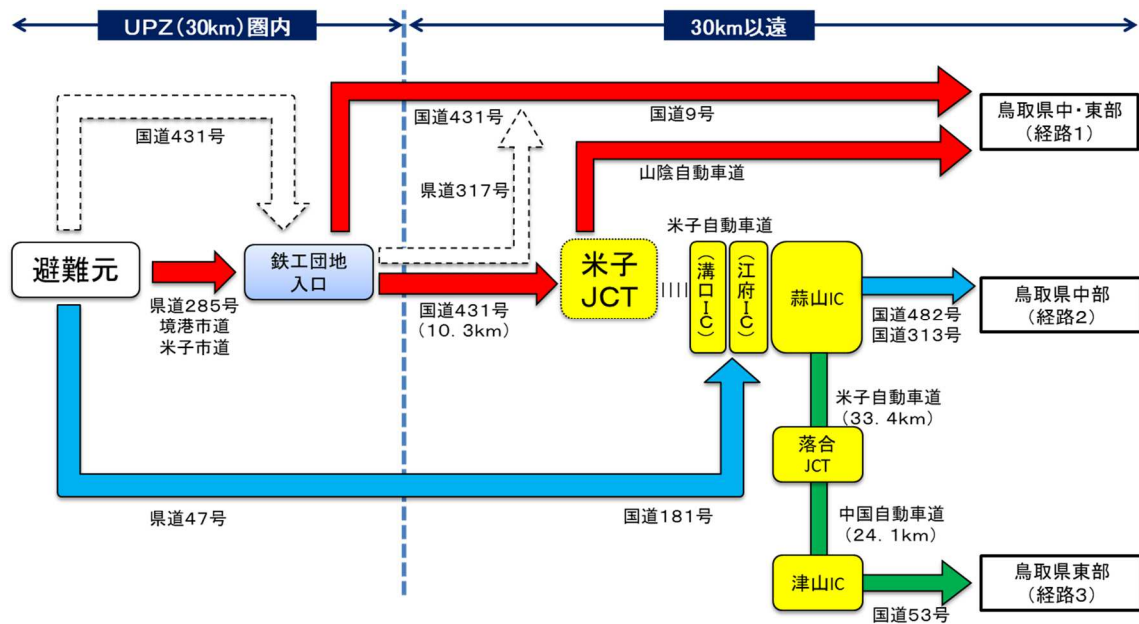 UPZ(30km)圏内
30km以遠
国道431号
国道431号
国道9号
鳥取県中・東部
(経路1)
県道317号
山陰自動車道
避難元
鉄工団地
入口
米子
JCT
米子自動車道
(溝口IC)
(江府IC)
蒜山IC
鳥取県中部
(経路2)
県道285号
境港市道
米子市道
国道431号
(10.3km)
国道482号
国道313号
米子自動車道
(33.4km)
落合
JCT
県道47号
国道181号
中国自動車道
(24.1km)
津山IC
国道53号
鳥取県東部
(経路3)